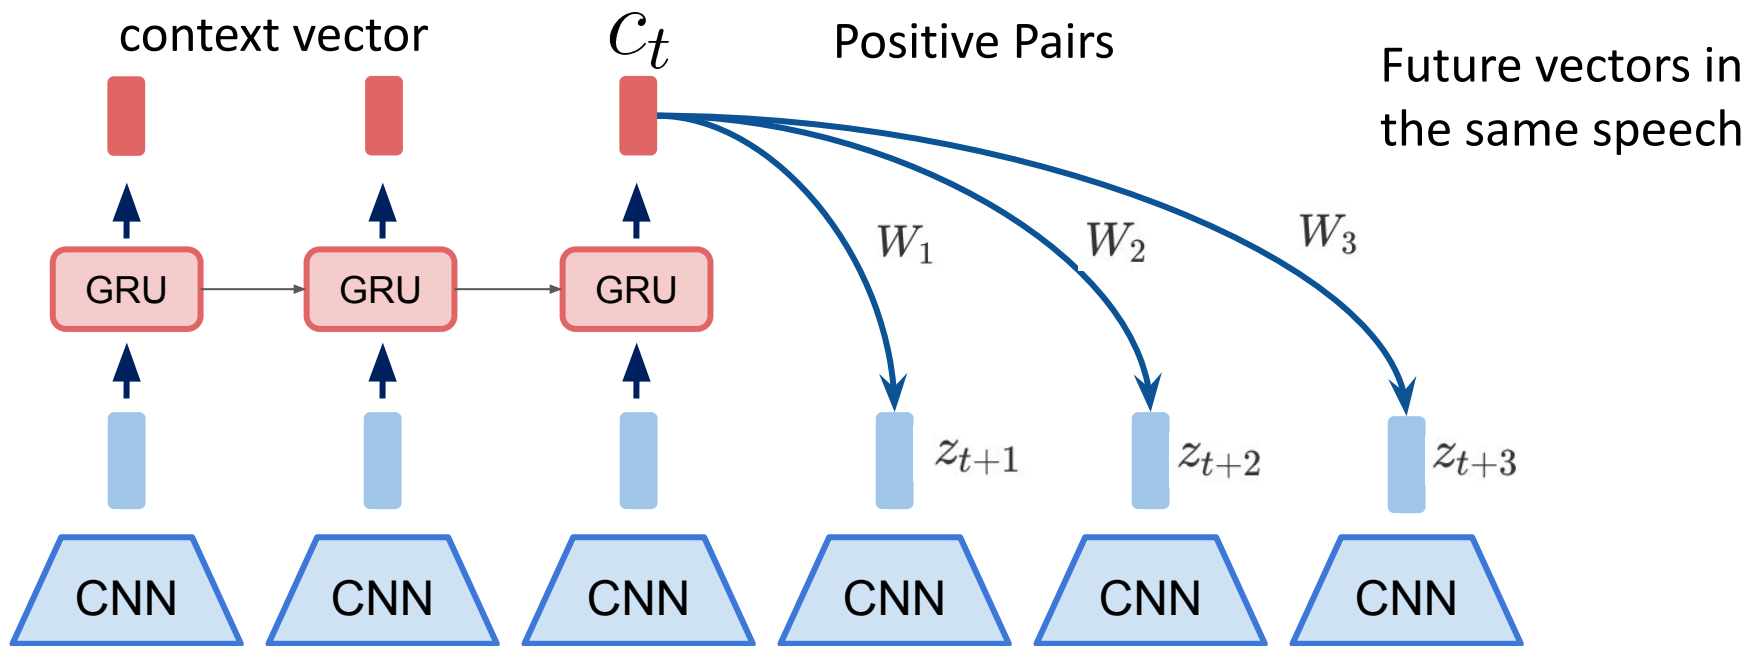 context vector
c_t
Positive Pairs
Future vectors in
the same speech
W_1
W_2
W_3
GRU
GRU
GRU
z_{t+1}
z_{t+2}
z_{t+3}
CNN
CNN
CNN
CNN
CNN
CNN